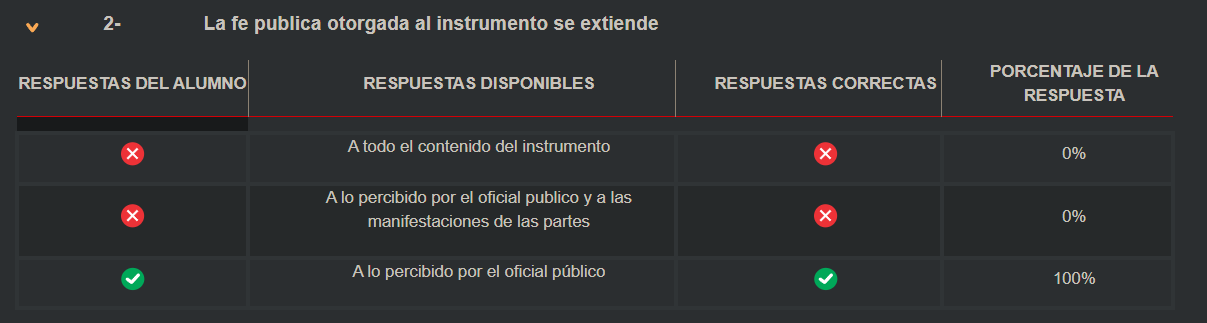 2- La fe publica otorgada al instrumento se extiende
RESPUESTAS DEL ALUMNO RESPUESTAS DISPONIBLES RESPUESTAS CORRECTAS PORCENTAJE DE LA
RESPUESTA
A todo el contenido del instrumento 0%
A lo percibido por el oficial publico y a las
manifestaciones de las partes 0%
A lo percibido por el oficial público 100%